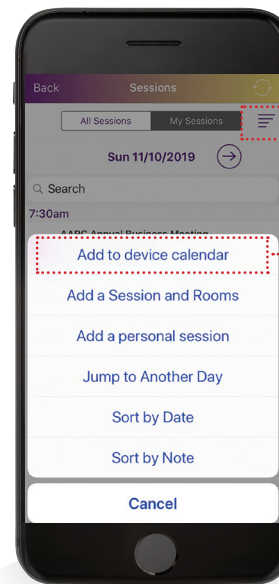 Back Sessions
All Sessions My Sessions
Sun 11/10/2019
Search
7:30am
AARC Annual Business Meeting
Add to device calendar
Add a Session and Rooms
Add a personal session
Jump to Another Day
Sort by Date
Sort by Note
Cancel